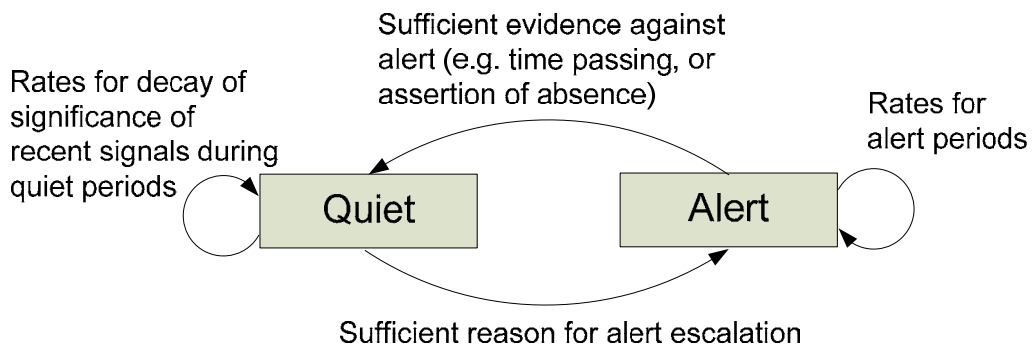 Sufficient evidence against
alert (e.g. time passing, or
assertion of absence)
Rates for decay of
significance of
recent signals during
quiet periods
Rates for
alert periods
Quiet
Alert
Sufficient reason for alert escalation